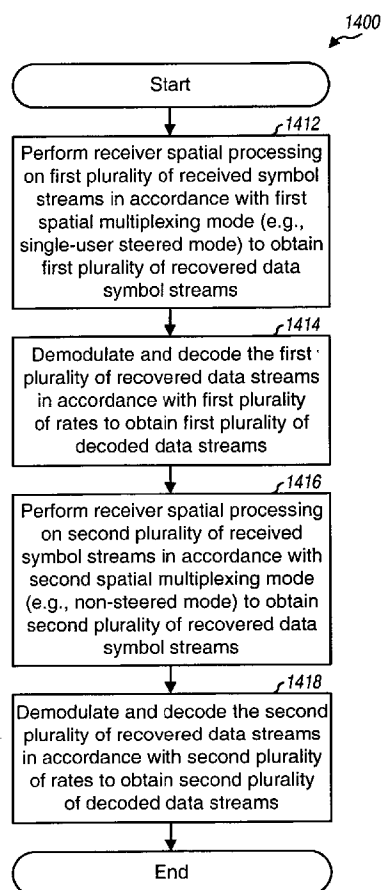 1400
Start
1412
Perform receiver spatial processing
on first plurality of received symbol
streams in accordance with first
spatial multiplexing mode (e.g.,
single-user steered mode) to obtain
first plurality of recovered data
symbol streams
1414
Demodulate and decode the first
plurality of recovered data streams
in accordance with first plurality
of rates to obtain first plurality of
decoded data streams
1416
Perform receiver spatial processing
on second plurality of received
symbol streams in accordance with
second spatial multiplexing mode
(e.g., non-steered mode) to obtain
second plurality of recovered data
symbol streams
1418
Demodulate and decode the second
plurality of recovered data streams
in accordance with second plurality
of rates to obtain second plurality
of decoded data streams
End